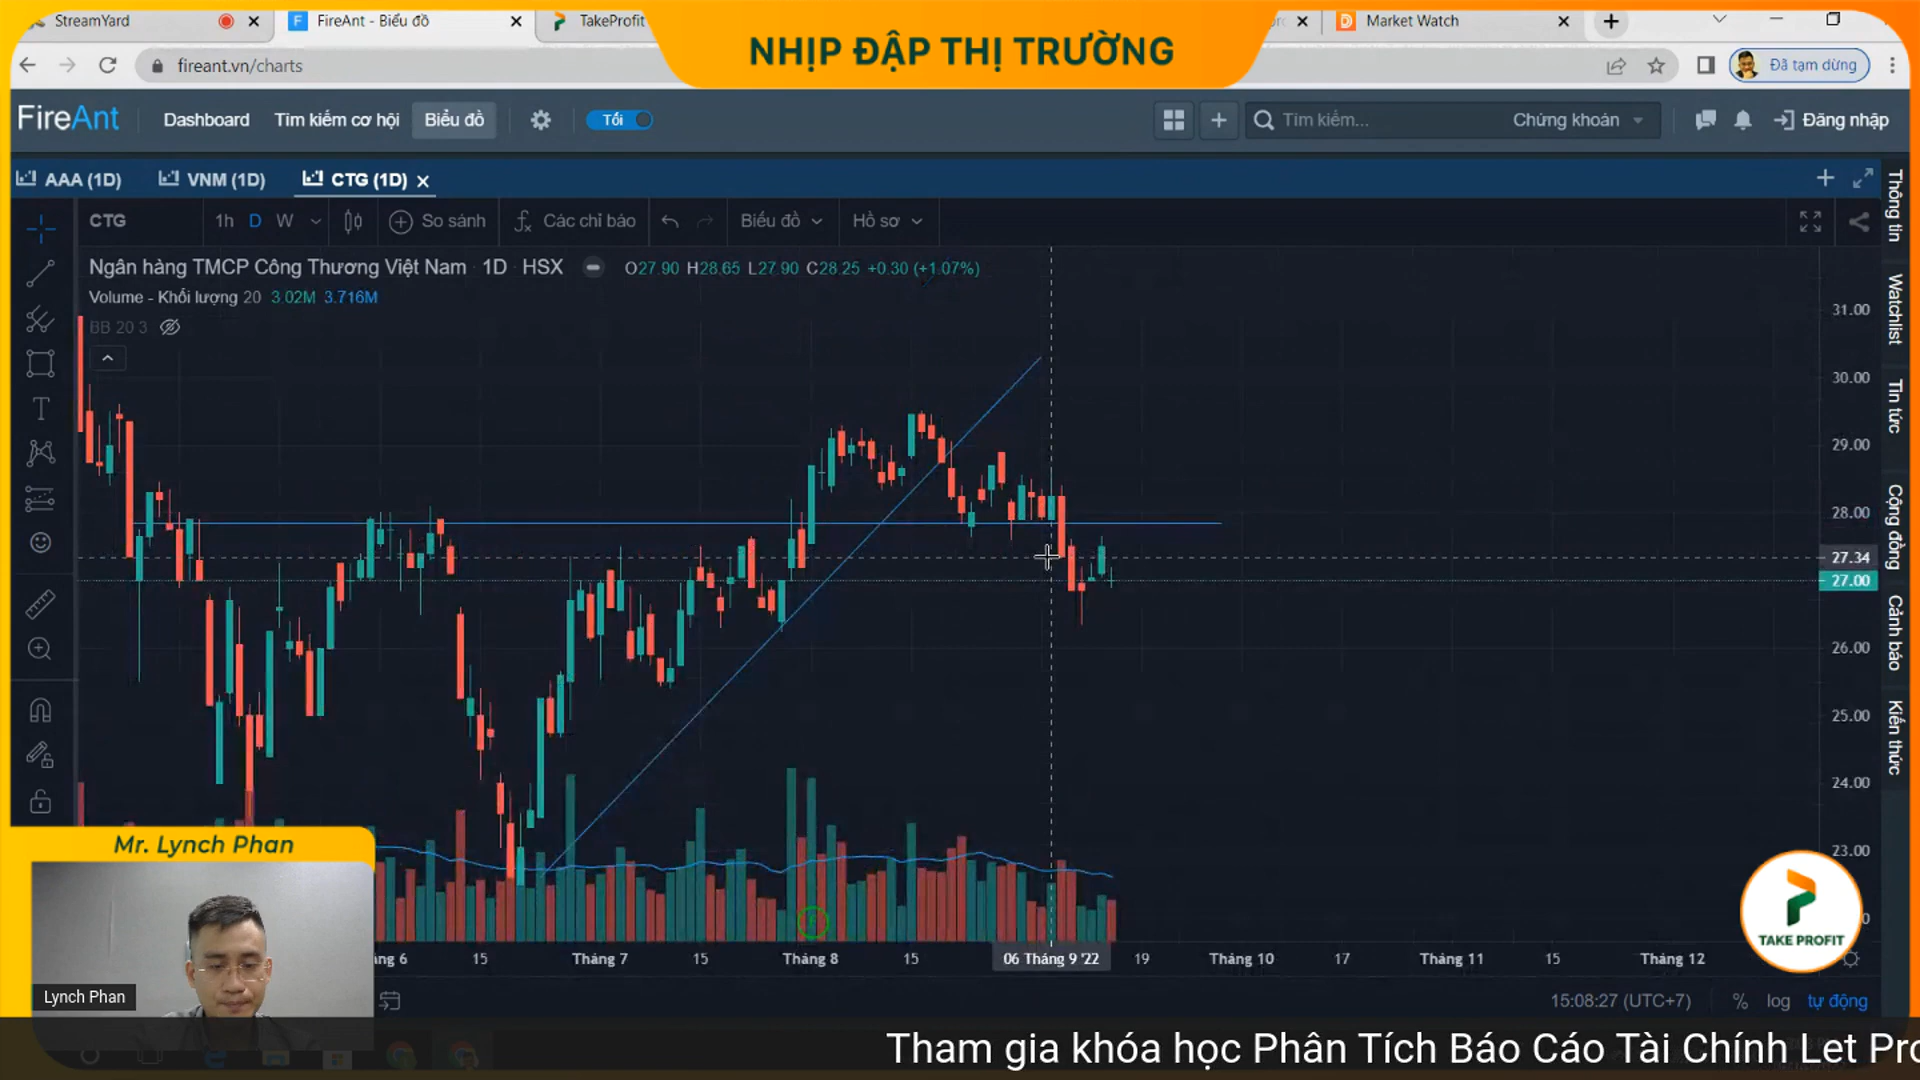 StreamYard
FireAnt - Biểu đồ
TakeProfit
Market Watch
NHỊP ĐẬP THỊ TRƯỜNG
fireant.vn/charts
Đã tạm dừng
FireAnt
Dashboard
Tìm kiếm cơ hội
Biểu đồ
Tối
Tìm kiếm...
Chứng khoán
Đăng nhập
AAA (1D)
VNM (1D)
CTG (1D)
CTG
1h
D
W
So sánh
Các chỉ báo
Biểu đồ
Hồ sơ
Ngân hàng TMCP Công Thương Việt Nam 1D HSX
O27.90 H28.65 L27.90 C28.25 +0.30 (+1.07%)
Volume - Khối lượng 20 3.02M 3.716M
BB 20 3
31.00
30.00
29.00
28.00
27.34
27.00
26.00
25.00
24.00
23.00
Thông tin
Watchlist
Tin tức
Cộng đồng
Cảnh báo
Kiến thức
Mr. Lynch Phan
Lynch Phan
TAKE PROFIT
15
Tháng 7
15
Tháng 8
15
06 Tháng 9 '22
19
Tháng 10
17
Tháng 11
15
Tháng 12
15:08:27 (UTC+7)
%
log
tự động
Tham gia khóa học Phân Tích Báo Cáo Tài Chính Let